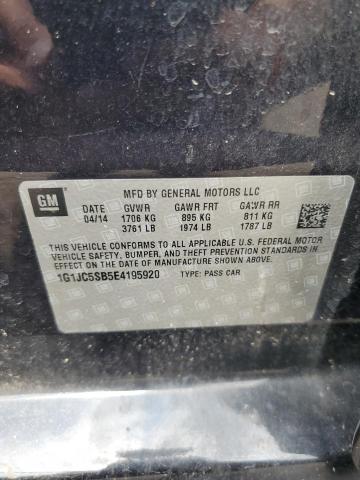 GM
MFD BY GENERAL MOTORS LLC
DATE GVWR GAWR FRT GAWR RR
04/14 1706 KG 895 KG 811 KG
3761 LB 1974 LB 1787 LB
THIS VEHICLE CONFORMS TO ALL APPLICABLE U.S. FEDERAL MOTOR
VEHICLE SAFETY, BUMPER, AND THEFT PREVENTION STANDARDS
IN EFFECT ON THE DATE OF MANUFACTURE SHOWN ABOVE.
1G1JC5SB5E4195920 TYPE: PASS CAR